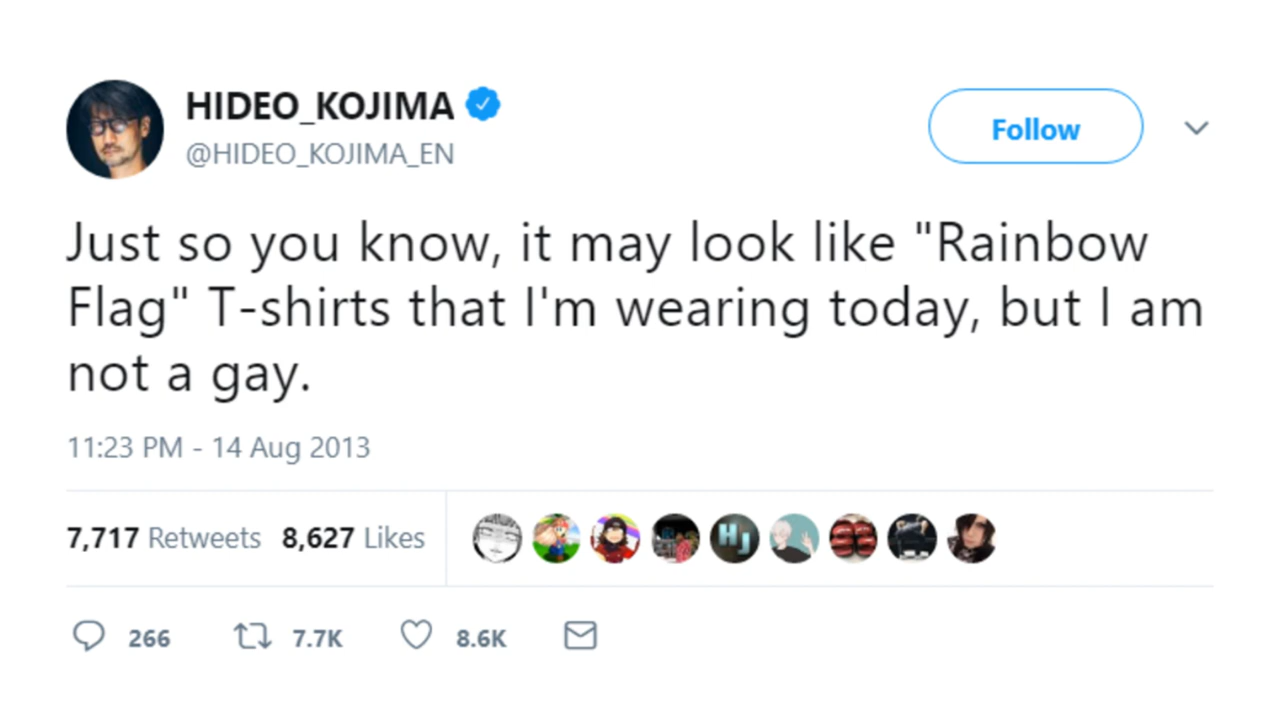 HIDEO_KOJIMA
@HIDEO_KOJIMA_EN
Follow
Just so you know, it may look like "Rainbow
Flag" T-shirts that I'm wearing today, but I am
not a gay.
11:23 PM - 14 Aug 2013
7,717 Retweets 8,627 Likes
HJ
266 7.7K 8.6K